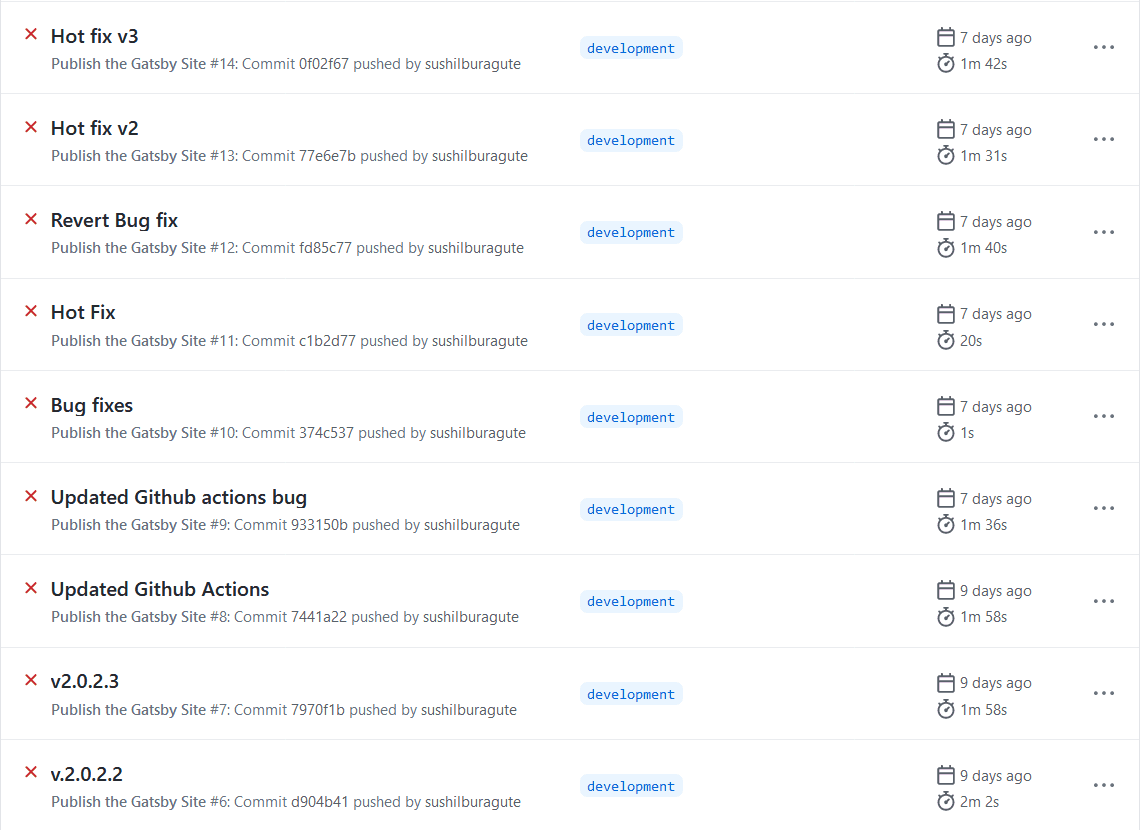 Hot fix v3
Publish the Gatsby Site #14: Commit 0f02f67 pushed by sushilburagute
development
7 days ago
1m 42s
Hot fix v2
Publish the Gatsby Site #13: Commit 77e6e7b pushed by sushilburagute
development
7 days ago
1m 31s
Revert Bug fix
Publish the Gatsby Site #12: Commit fd85c77 pushed by sushilburagute
development
7 days ago
1m 40s
Hot Fix
Publish the Gatsby Site #11: Commit c1b2d77 pushed by sushilburagute
development
7 days ago
20s
Bug fixes
Publish the Gatsby Site #10: Commit 374c537 pushed by sushilburagute
development
7 days ago
1s
Updated Github actions bug
Publish the Gatsby Site #9: Commit 933150b pushed by sushilburagute
development
7 days ago
1m 36s
Updated Github Actions
Publish the Gatsby Site #8: Commit 7441a22 pushed by sushilburagute
development
9 days ago
1m 58s
v2.0.2.3
Publish the Gatsby Site #7: Commit 7970f1b pushed by sushilburagute
development
9 days ago
1m 58s
v.2.0.2.2
Publish the Gatsby Site #6: Commit d904b41 pushed by sushilburagute
development
9 days ago
2m 2s